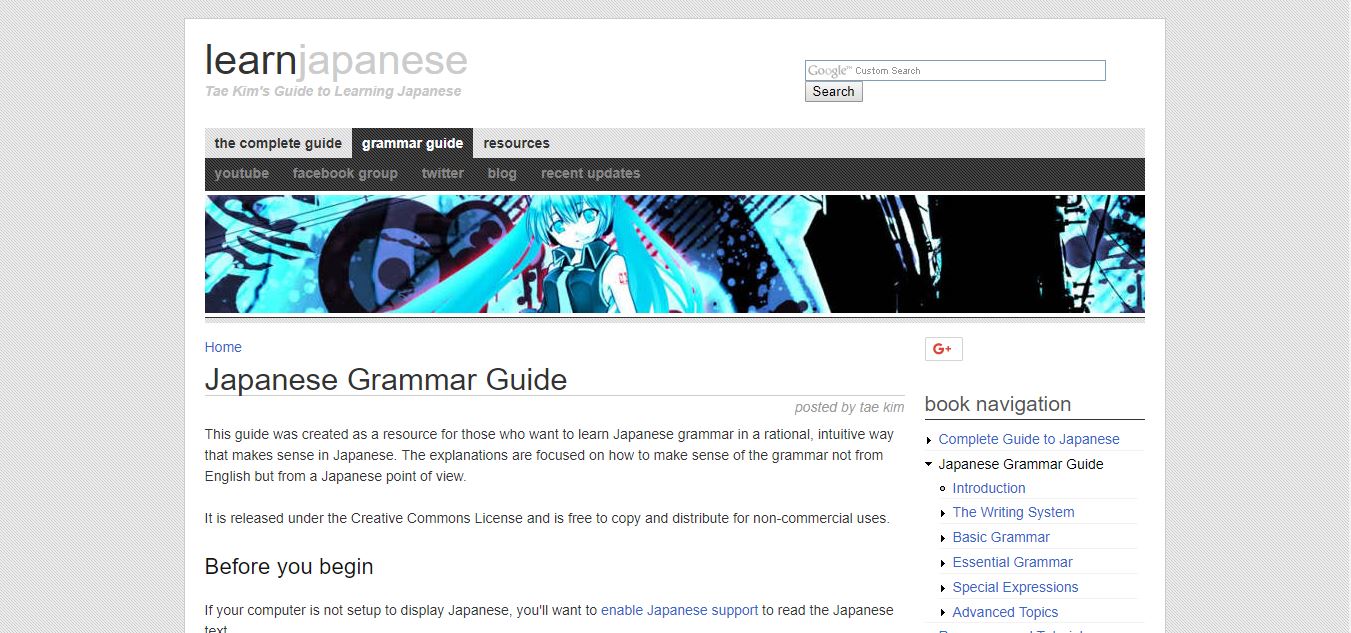 learnjapanese
Tae Kim's Guide to Learning Japanese
Google™ Custom Search
Search
the complete guide grammar guide resources
youtube facebook group twitter blog recent updates
Home
Japanese Grammar Guide
posted by tae kim
This guide was created as a resource for those who want to learn Japanese grammar in a rational, intuitive way
that makes sense in Japanese. The explanations are focused on how to make sense of the grammar not from
English but from a Japanese point of view.
It is released under the Creative Commons License and is free to copy and distribute for non-commercial uses.
Before you begin
If your computer is not setup to display Japanese, you'll want to enable Japanese support to read the Japanese
text.
G+
book navigation
Complete Guide to Japanese
Japanese Grammar Guide
Introduction
The Writing System
Basic Grammar
Essential Grammar
Special Expressions
Advanced Topics